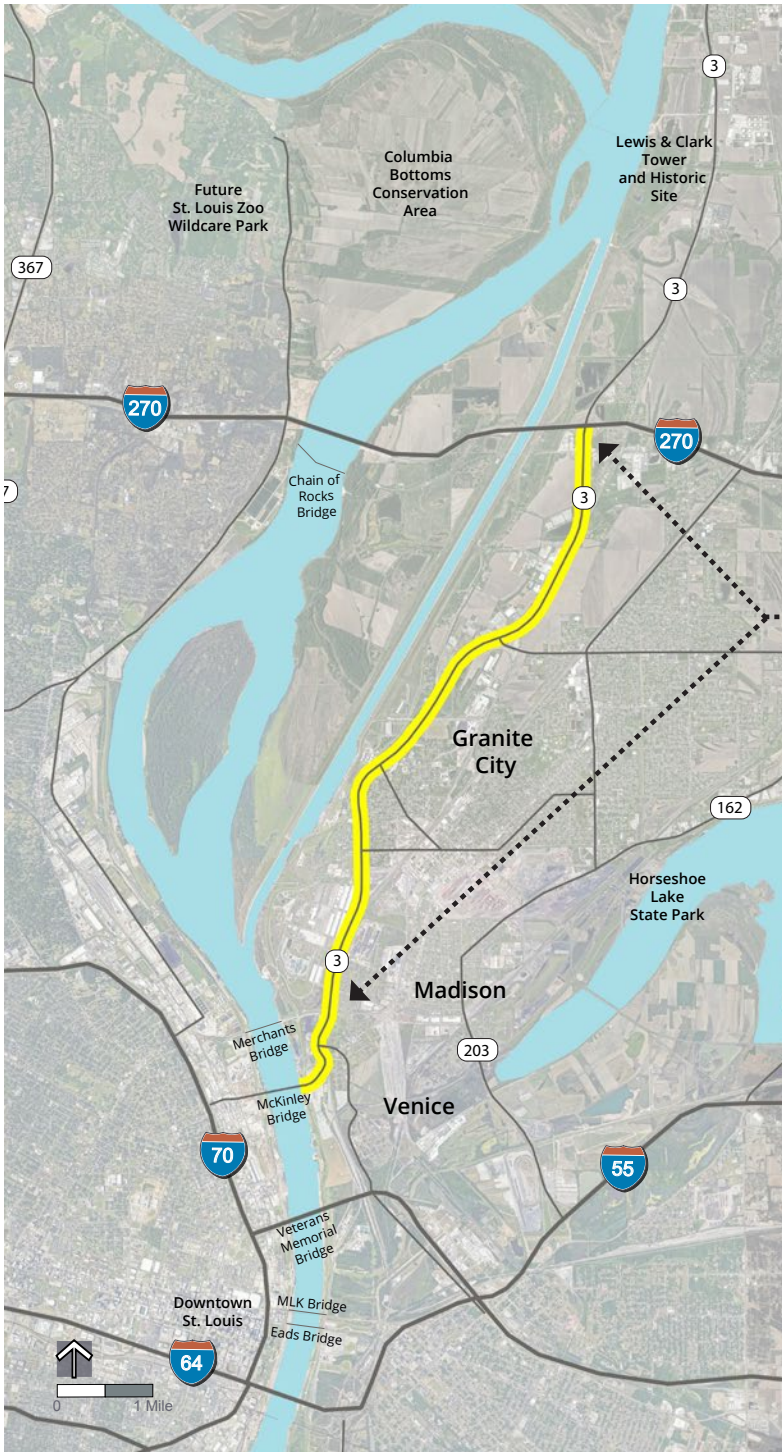 3
Lewis & Clark
Tower
and Historic
Site
Columbia
Bottoms
Conservation
Area
Future
St. Louis Zoo
Wildcare Park
367
3
270
270
Chain of
Rocks
Bridge
7
3
Granite
City
162
Horseshoe
Lake
State Park
3
Madison
Merchants
Bridge
203
McKinley
Bridge
Venice
70
55
Veterans
Memorial
Bridge
Downtown
St. Louis
MLK Bridge
Eads Bridge
64
0
1 Mile